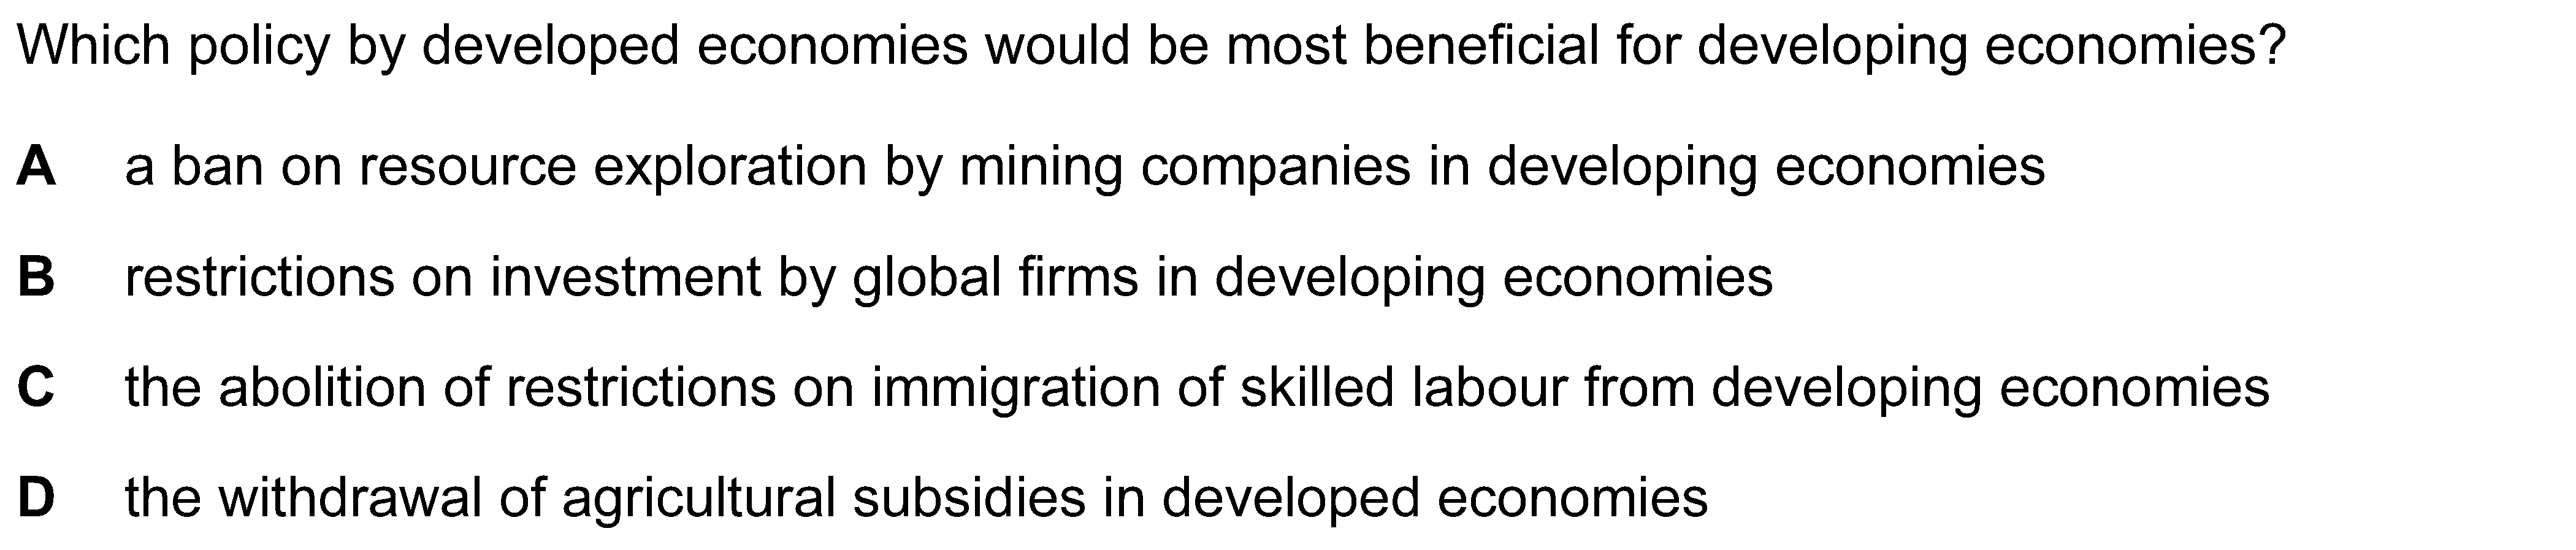 Which policy by developed economies would be most beneficial for developing economies?
A a ban on resource exploration by mining companies in developing economies
B restrictions on investment by global firms in developing economies
C the abolition of restrictions on immigration of skilled labour from developing economies
D the withdrawal of agricultural subsidies in developed economies